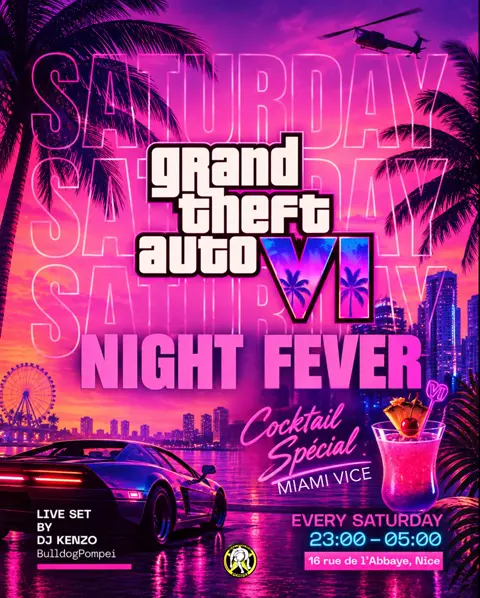 SATURDAY
SATURDAY
SATURDAY
grand
theft
auto VI
NIGHT FEVER
Cocktail
Spécial
MIAMI VICE
VI
LIVE SET
BY
DJ KENZO
BulldogPompei
EVERY SATURDAY
23:00 - 05:00
16 rue de l'Abbaye, Nice